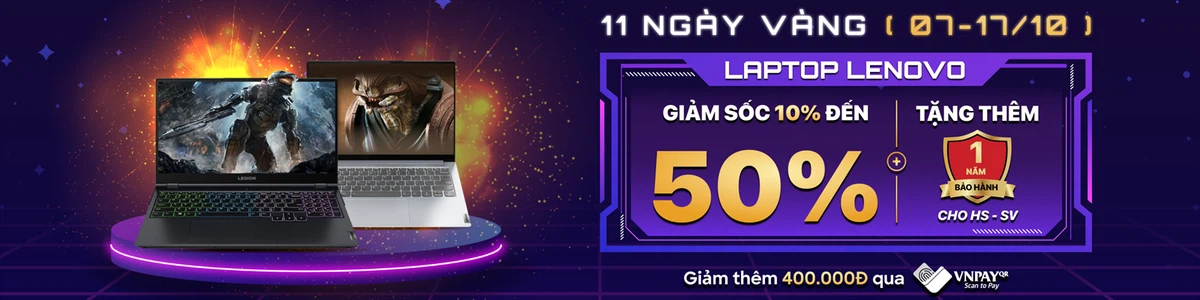 11 NGÀY VÀNG ( 07-17/10 )
LAPTOP LENOVO
GIẢM SỐC 10% ĐẾN
50%
+
TẶNG THÊM
1
NĂM
BẢO HÀNH
CHO HS - SV
Giảm thêm 400.000Đ qua VNPAYQR
Scan to Pay
LEGION